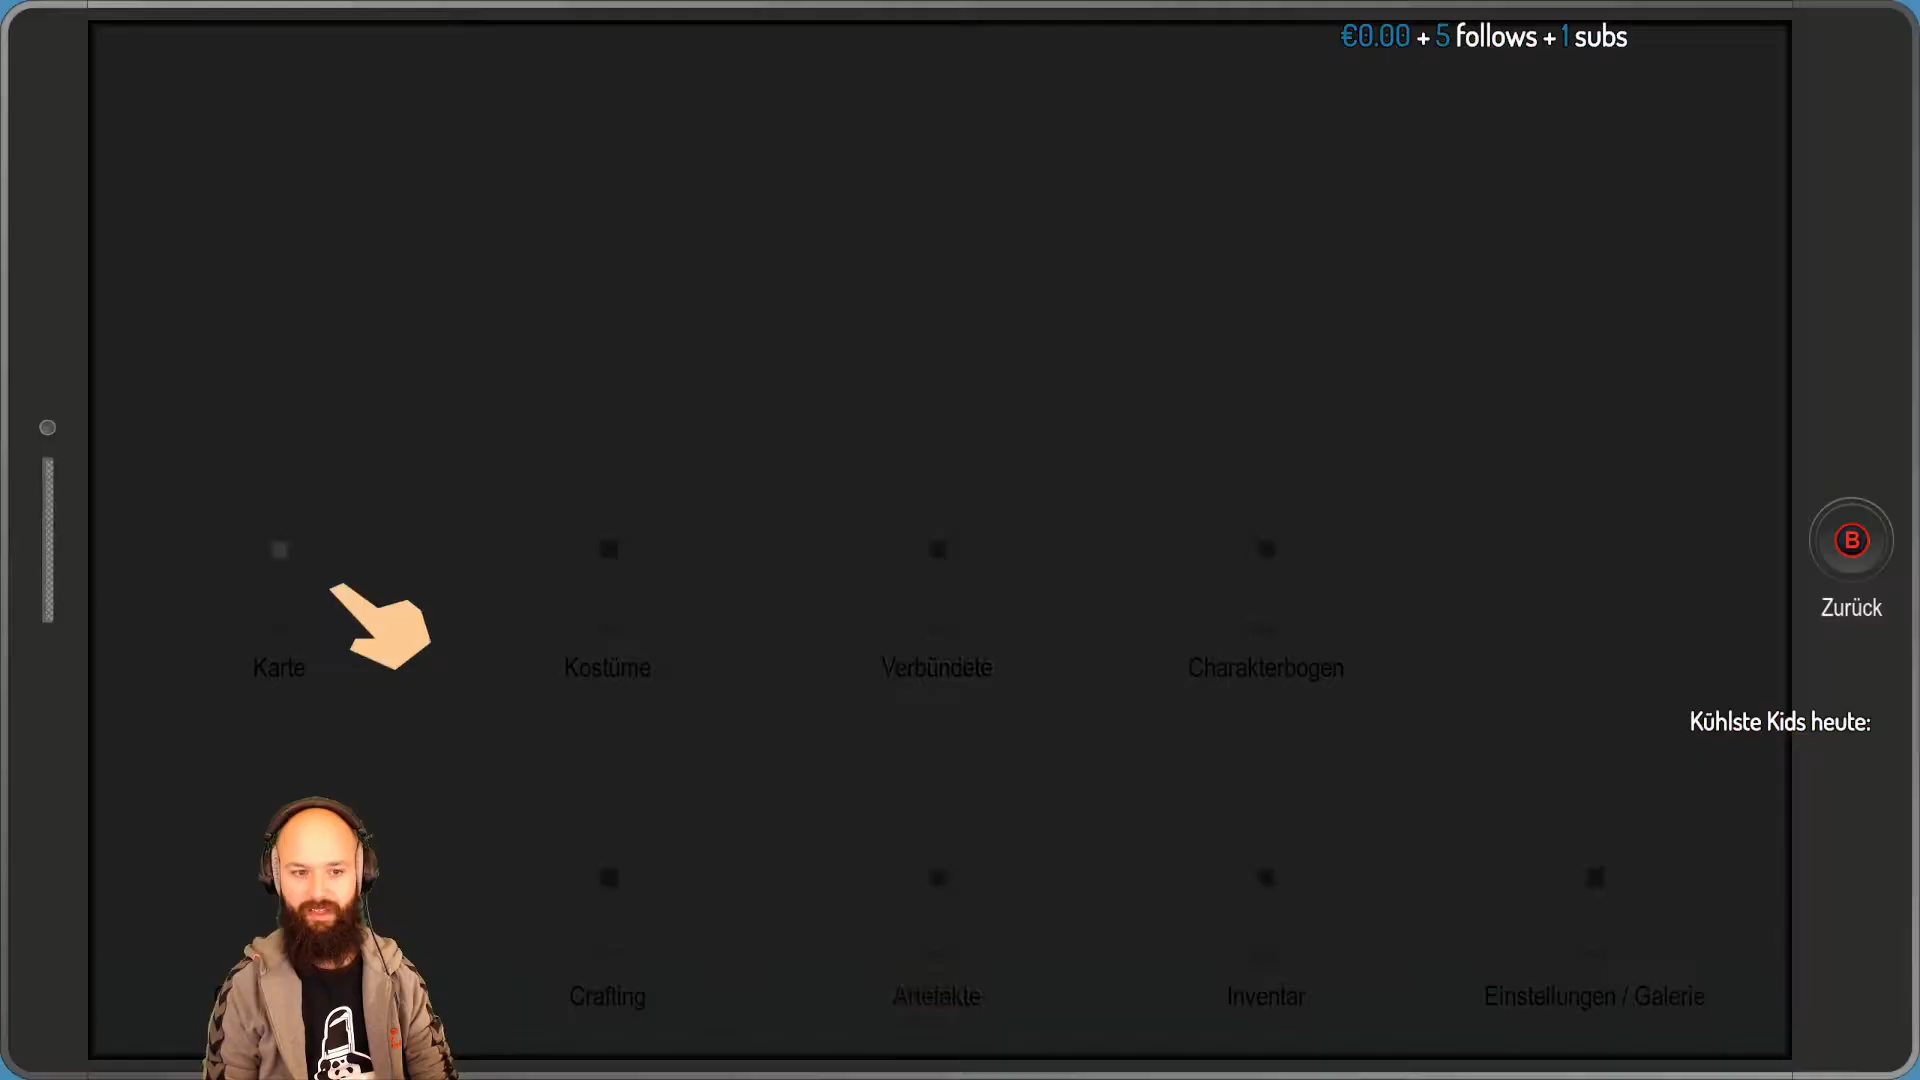 €0.00 + 5 follows + 1 subs
B
Zurück
Karte
Kostüme
Verbündete
Charakterbogen
Kühlste Kids heute:
Crafting
Artefakte
Inventar
Einstellungen / Galerie